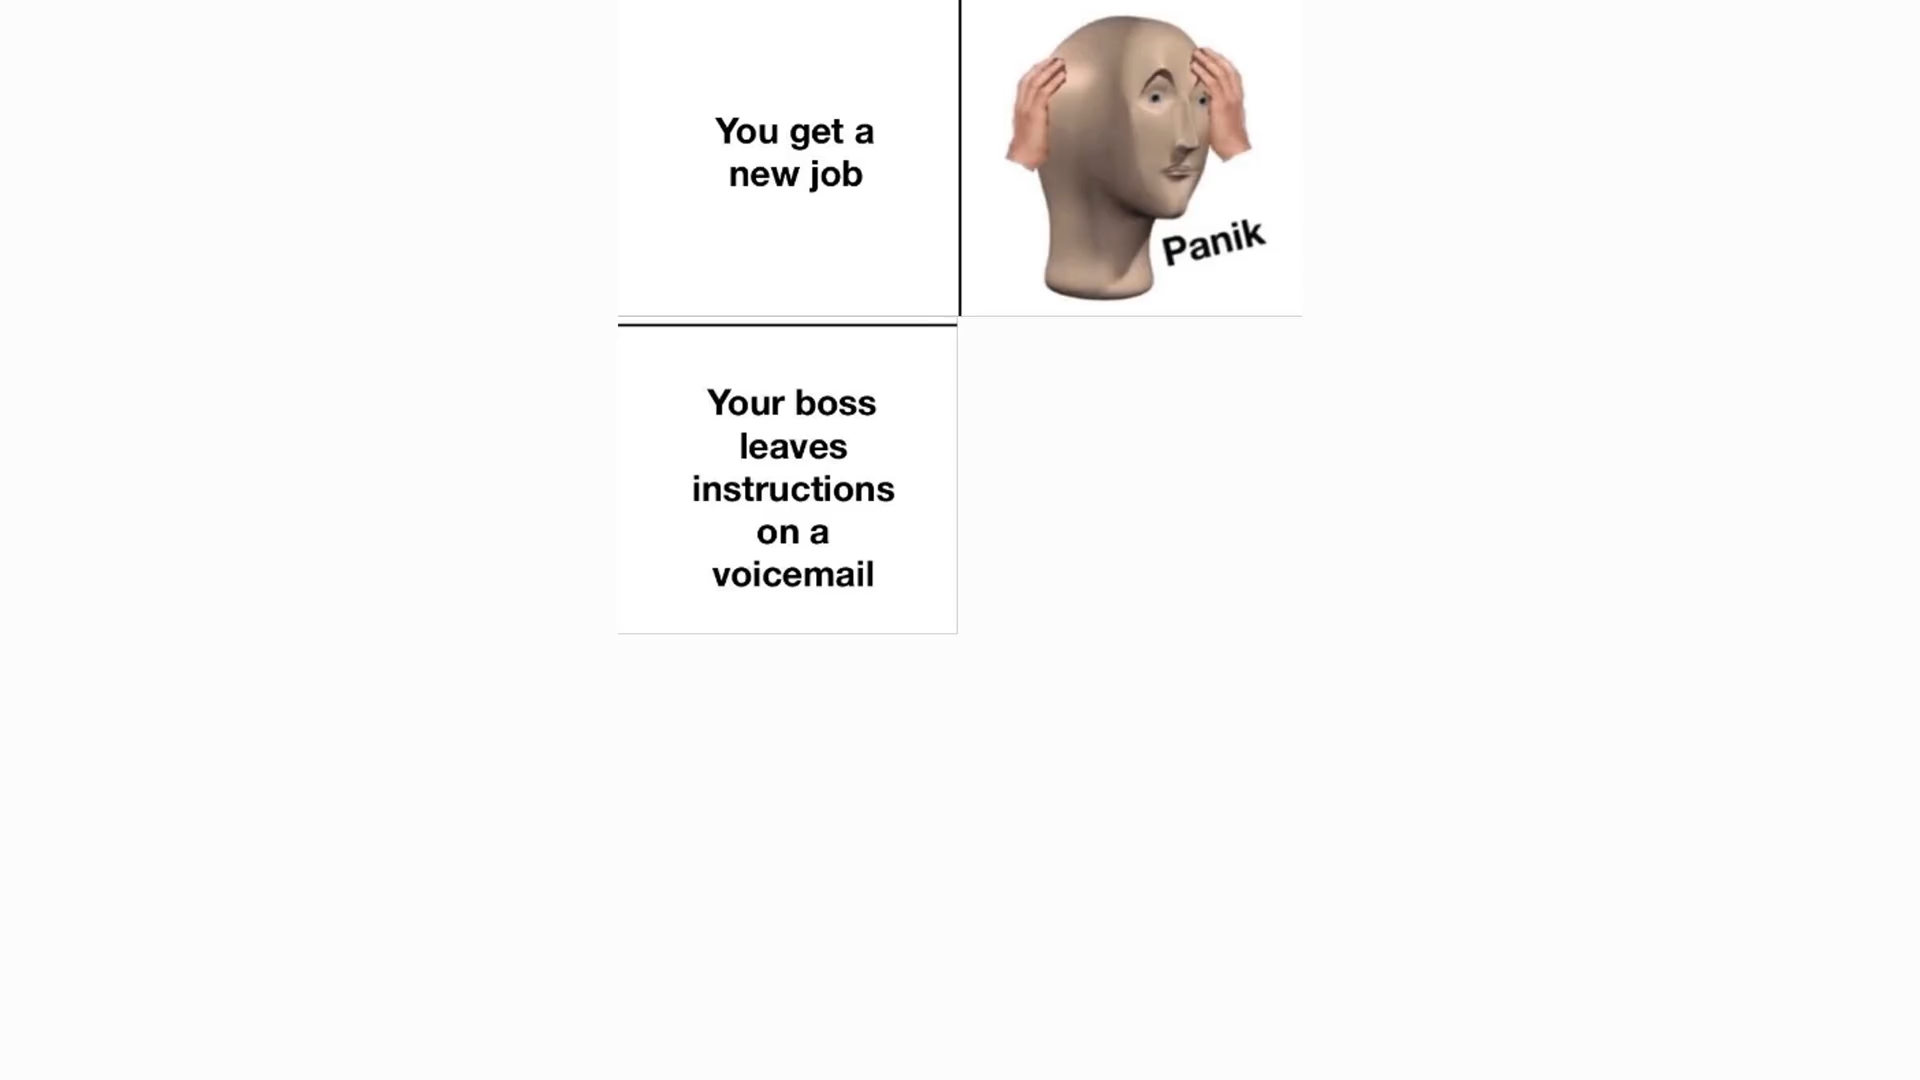 You get a
new job
Panik
Your boss
leaves
instructions
on a
voicemail